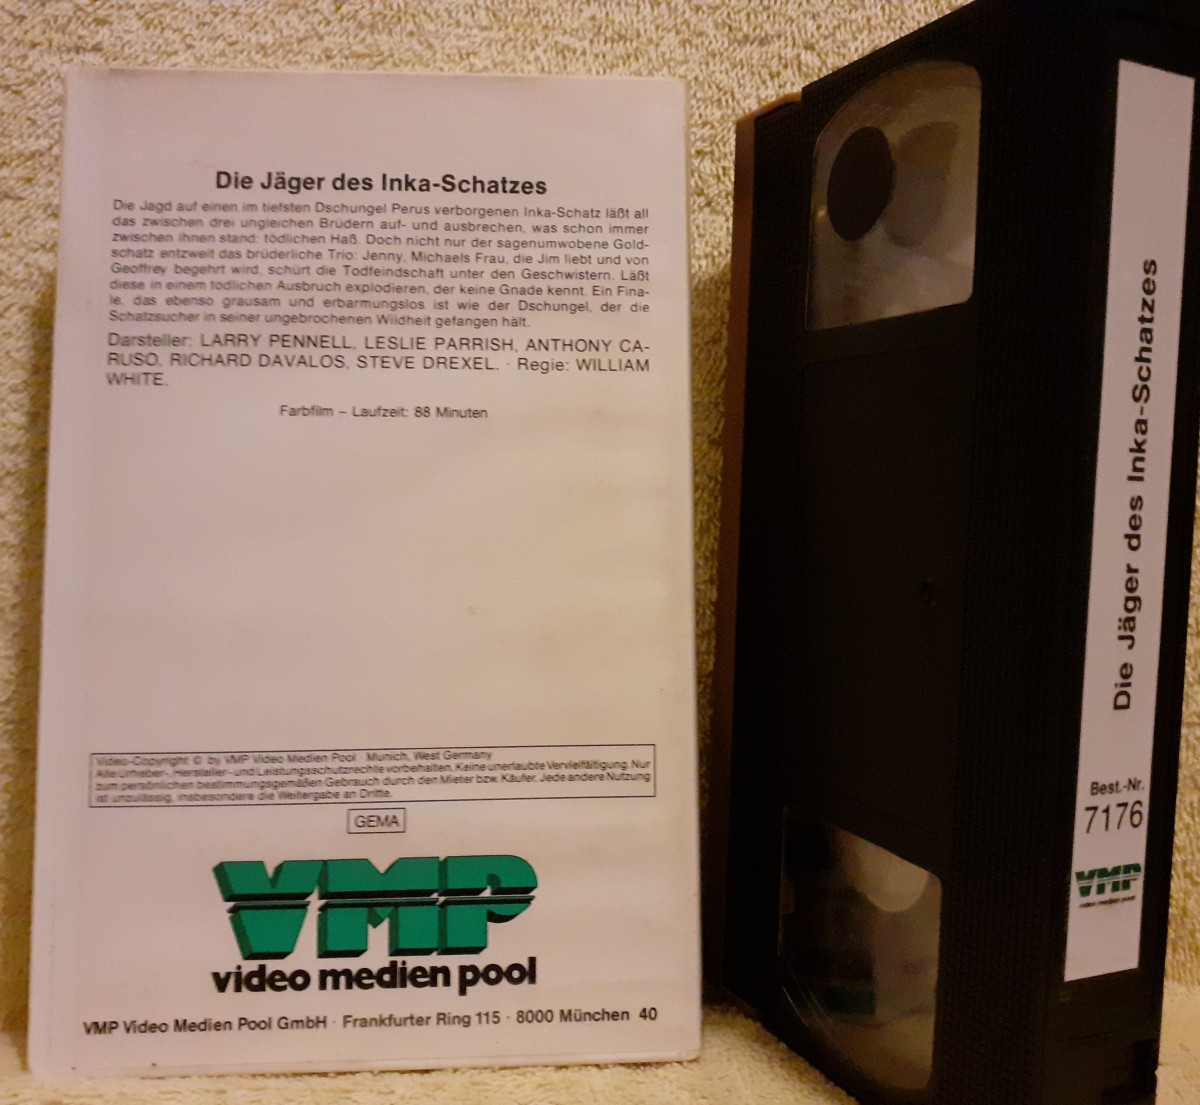 Die Jäger des Inka-Schatzes
Die Jagd auf einen im tiefsten Dschungel Perus verborgenen Inka-Schatz läßt all
das zwischen drei ungleichen Brüdern auf- und ausbrechen, was schon immer
zwischen ihnen stand: tödlichen Haß. Doch nicht nur der sagenumwobene Gold-
schatz entzweit das brüderliche Trio: Jenny, Michaels Frau, die Jim liebt und von
Geoffrey begehrt wird, schürt die Todfeindschaft unter den Geschwistern. Läßt
diese in einem tödlichen Ausbruch explodieren, der keine Gnade kennt. Ein Fina-
le, das ebenso grausam und erbarmungslos ist wie der Dschungel, der die
Schatzsucher in seiner ungebrochenen Wildheit gefangen hält.
Darsteller: LARRY PENNELL, LESLIE PARRISH, ANTHONY CA-
RUSO, RICHARD DAVALOS, STEVE DREXEL. · Regie: WILLIAM
WHITE.
Farbfilm – Laufzeit: 88 Minuten
Video-Copyright © by VMP Video Medien Pool · Munich, West Germany
Alle Urheber-, Hersteller- und Leistungsschutzrechte vorbehalten. Keine unerlaubte Vervielfältigung. Nur
zum persönlichen bestimmungsgemäßen Gebrauch durch den Mieter bzw. Käufer. Jede andere Nutzung
ist unzulässig, insbesondere die Weitergabe an Dritte.
GEMA
VMP
video medien pool
VMP Video Medien Pool GmbH · Frankfurter Ring 115 · 8000 München 40
Die Jäger des Inka-Schatzes
Best.-Nr.
7176
VMP
video medien pool